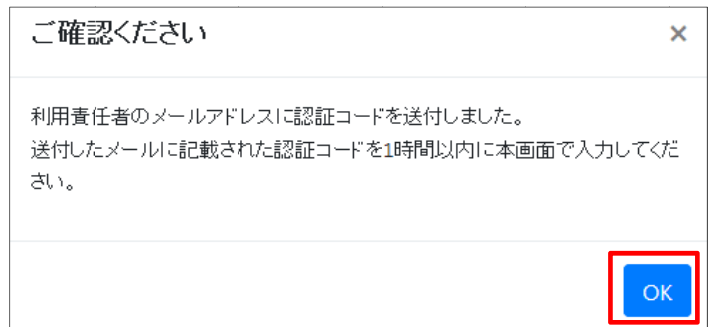 ご確認ください
×
利用責任者のメールアドレスに認証コードを送付しました。
送付したメールに記載された認証コードを1時間以内に本画面で入力してくだ
さい。
OK